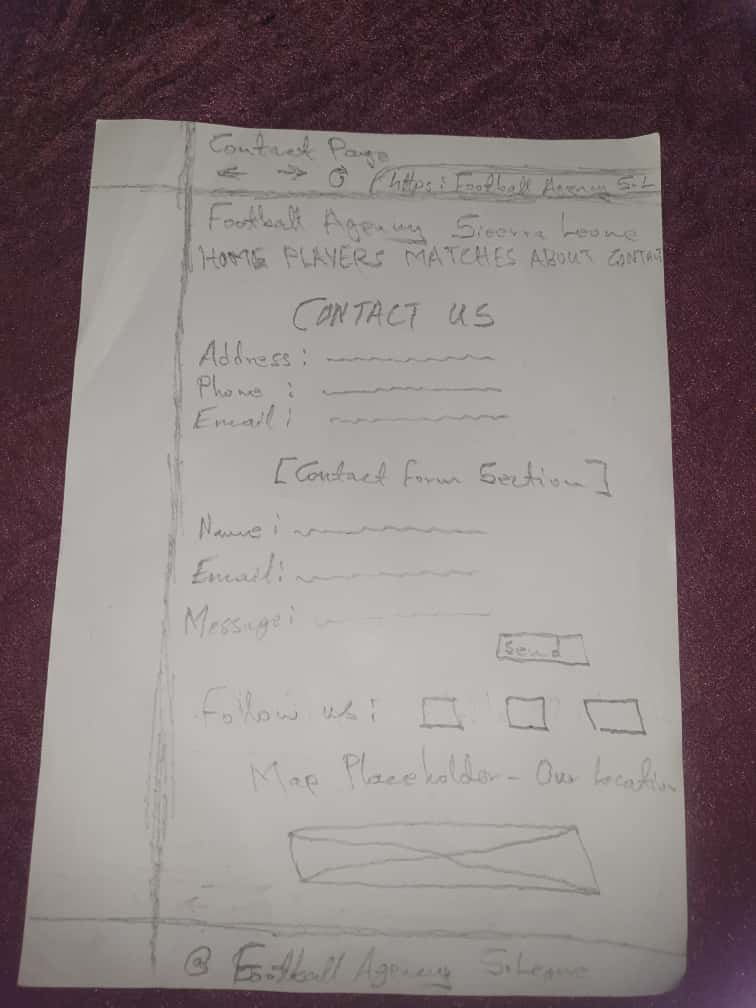 Contact Page
← → ↻ https: Football Agency S.L
Football Agency Sieerra Leone
HOME PLAYERS MATCHES ABOUT CONTACT
CONTACT US
Address:
Phone :
Email:
[Contact form Section]
Name:
Email:
Message:
Send
Follow us:
Map Placeholder - Our Location
@ Football Agency S.Leone